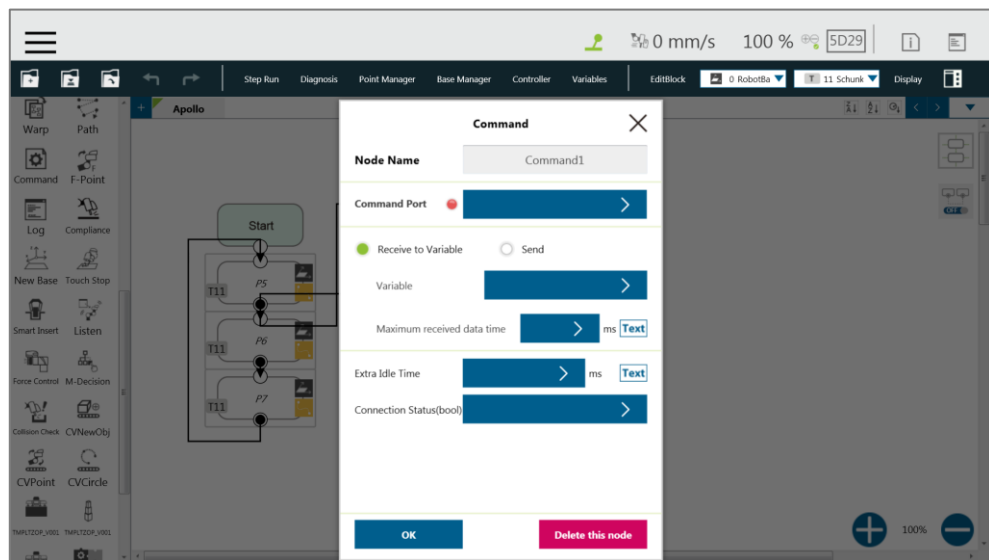 0 mm/s 100 % 5D29
Step Run Diagnosis Point Manager Base Manager Controller Variables EditBlock 0 RobotBa T 11 Schunk Display
+ Apollo
Warp Path
Command F-Point
Log Compliance
New Base Touch Stop
Smart Insert Listen
Force Control M-Decision
Collision Check CVNewObj
CVPoint CVCircle
TMPLTZOP_V001 TMPLTZOP_V001
Start
T11 P5
T11 P6
T11 P7
Command
Node Name Command1
Command Port
Receive to Variable Send
Variable
Maximum received data time ms Text
Extra Idle Time ms Text
Connection Status(bool)
OK Delete this node
OFF
100%